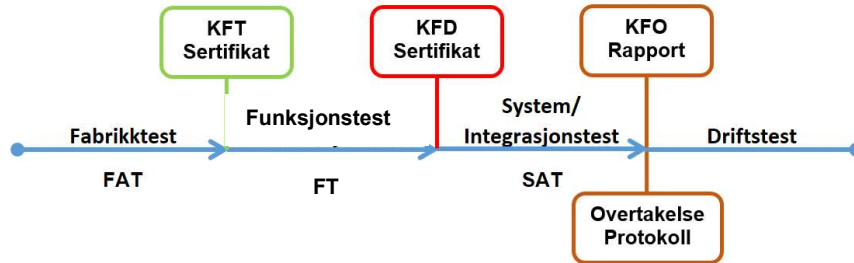 KFT
Sertifikat
KFD
Sertifikat
KFO
Rapport
Fabrikktest
Funksjonstest
System/
Integrasjonstest
Driftstest
FAT
FT
SAT
Overtakelse
Protokoll